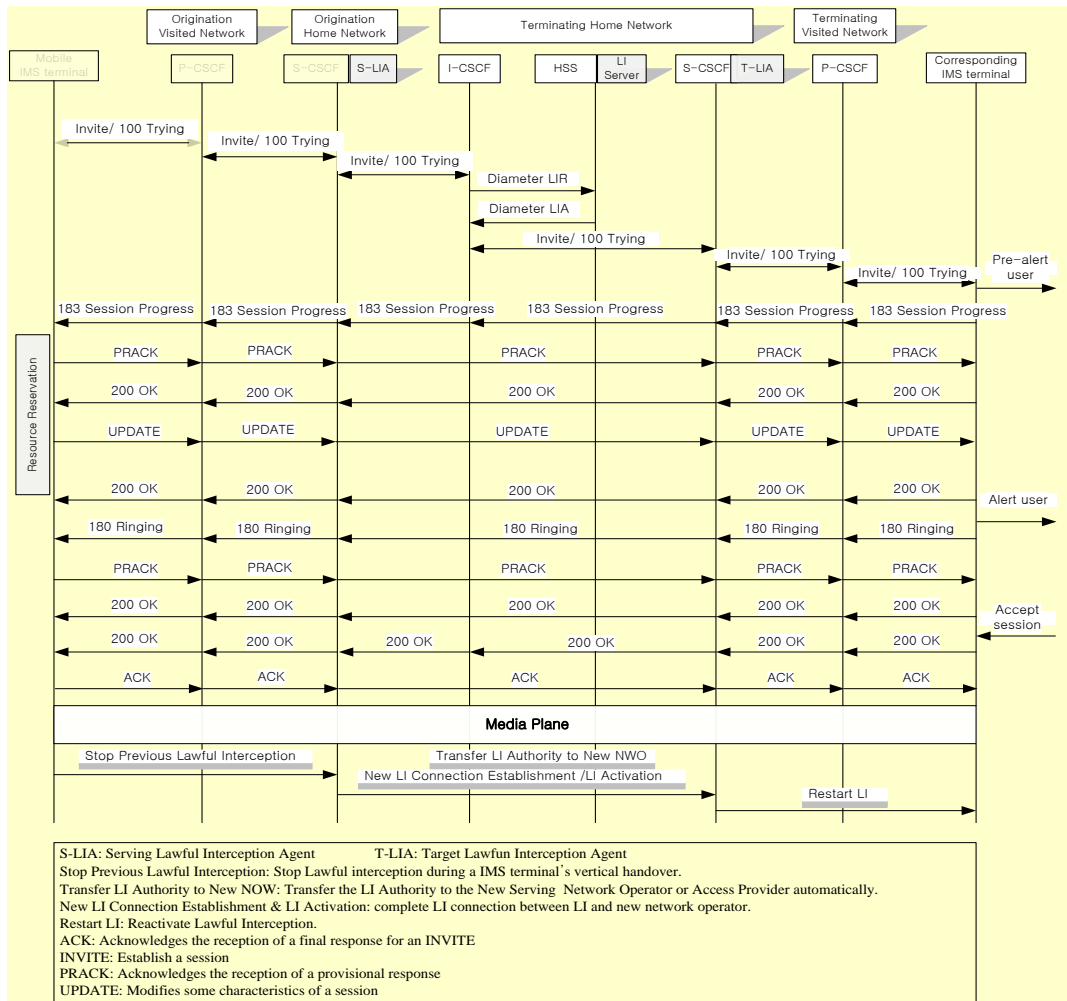 Origination
Visited Network
Origination
Home Network
Terminating Home Network
Terminating
Visited Network
Mobile
IMS terminal
P-CSCF
S-CSCF
S-LIA
I-CSCF
HSS
LI
Server
S-CSCF
T-LIA
P-CSCF
Corresponding
IMS terminal
Invite/ 100 Trying
Invite/ 100 Trying
Invite/ 100 Trying
Diameter LIR
Diameter LIA
Invite/ 100 Trying
Invite/ 100 Trying
Invite/ 100 Trying
Pre-alert
user
183 Session Progress
183 Session Progress
183 Session Progress
183 Session Progress
183 Session Progress
183 Session Progress
Resource Reservation
PRACK
PRACK
PRACK
PRACK
PRACK
200 OK
200 OK
200 OK
200 OK
200 OK
UPDATE
UPDATE
UPDATE
UPDATE
UPDATE
200 OK
200 OK
200 OK
200 OK
200 OK
Alert user
180 Ringing
180 Ringing
180 Ringing
180 Ringing
180 Ringing
PRACK
PRACK
PRACK
PRACK
PRACK
200 OK
200 OK
200 OK
200 OK
200 OK
Accept
session
200 OK
200 OK
200 OK
200 OK
200 OK
200 OK
ACK
ACK
ACK
ACK
ACK
Media Plane
Stop Previous Lawful Interception
Transfer LI Authority to New NWO
New LI Connection Establishment /LI Activation
Restart LI
S-LIA: Serving Lawful Interception Agent T-LIA: Target Lawfun Interception Agent
Stop Previous Lawful Interception: Stop Lawful interception during a IMS terminal's vertical handover.
Transfer LI Authority to New NOW: Transfer the LI Authority to the New Serving Network Operator or Access Provider automatically.
New LI Connection Establishment & LI Activation: complete LI connection between LI and new network operator.
Restart LI: Reactivate Lawful Interception.
ACK: Acknowledges the reception of a final response for an INVITE
INVITE: Establish a session
PRACK: Acknowledges the reception of a provisional response
UPDATE: Modifies some characteristics of a session